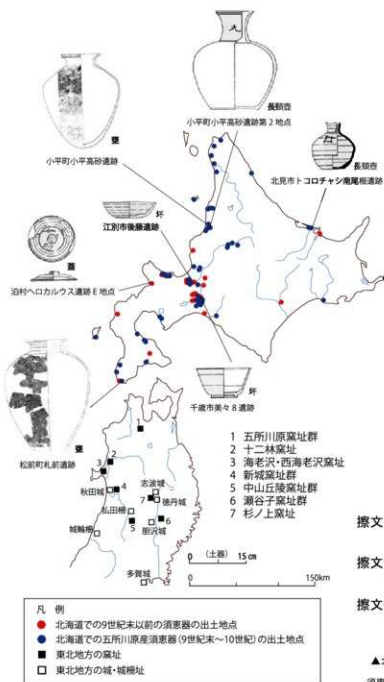 長頸壺
小平町小平高砂遺跡第2地点
甕
小平町小平高砂遺跡
長頸壺
北見市トコロチャシ南尾根遺跡
坏
江別市後藤遺跡
蓋
泊村ヘロカルウス遺跡E地点
甕
松前町札前遺跡
坏
千歳市美々8遺跡
1
2
3
4
5
6
7
秋田城
志波城
徳丹城
払田柵
城輪柵
胆沢城
多賀城
1 五所川原窯址群
2 十二林窯址
3 海老沢・西海老沢窯址
4 新城窯址群
5 中山丘陵窯址群
6 瀬谷子窯址群
7 杉ノ上窯址
0 (土器) 15㎝
0 150km
凡 例
北海道での9世紀末以前の須恵器の出土地点
北海道での五所川原産須恵器(9世紀末～10世紀)の出土地点
東北地方の窯址
東北地方の城・城柵址
擦文
擦文
擦文